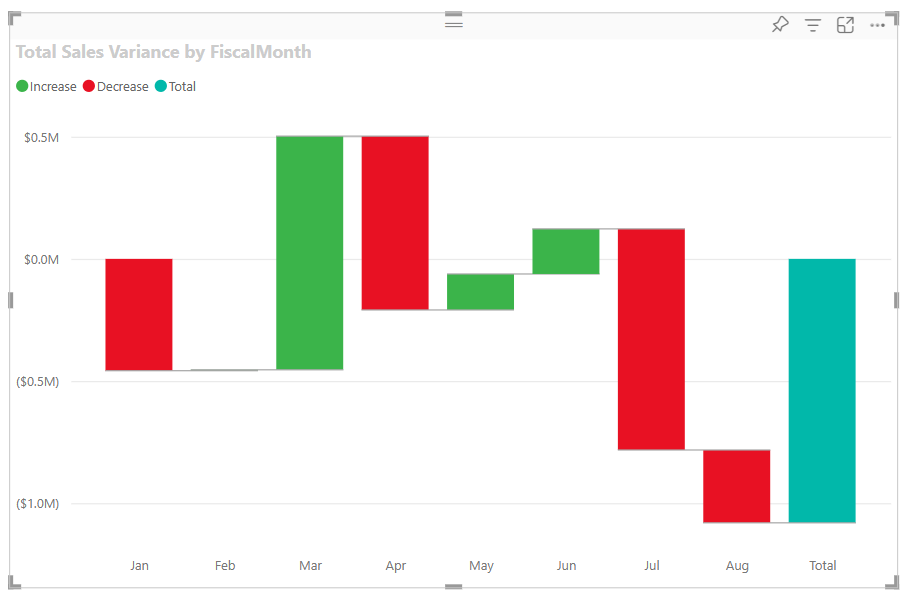 Total Sales Variance by FiscalMonth
Increase Decrease Total
$0.5M
$0.0M
($0.5M)
($1.0M)
Jan Feb Mar Apr May Jun Jul Aug Total